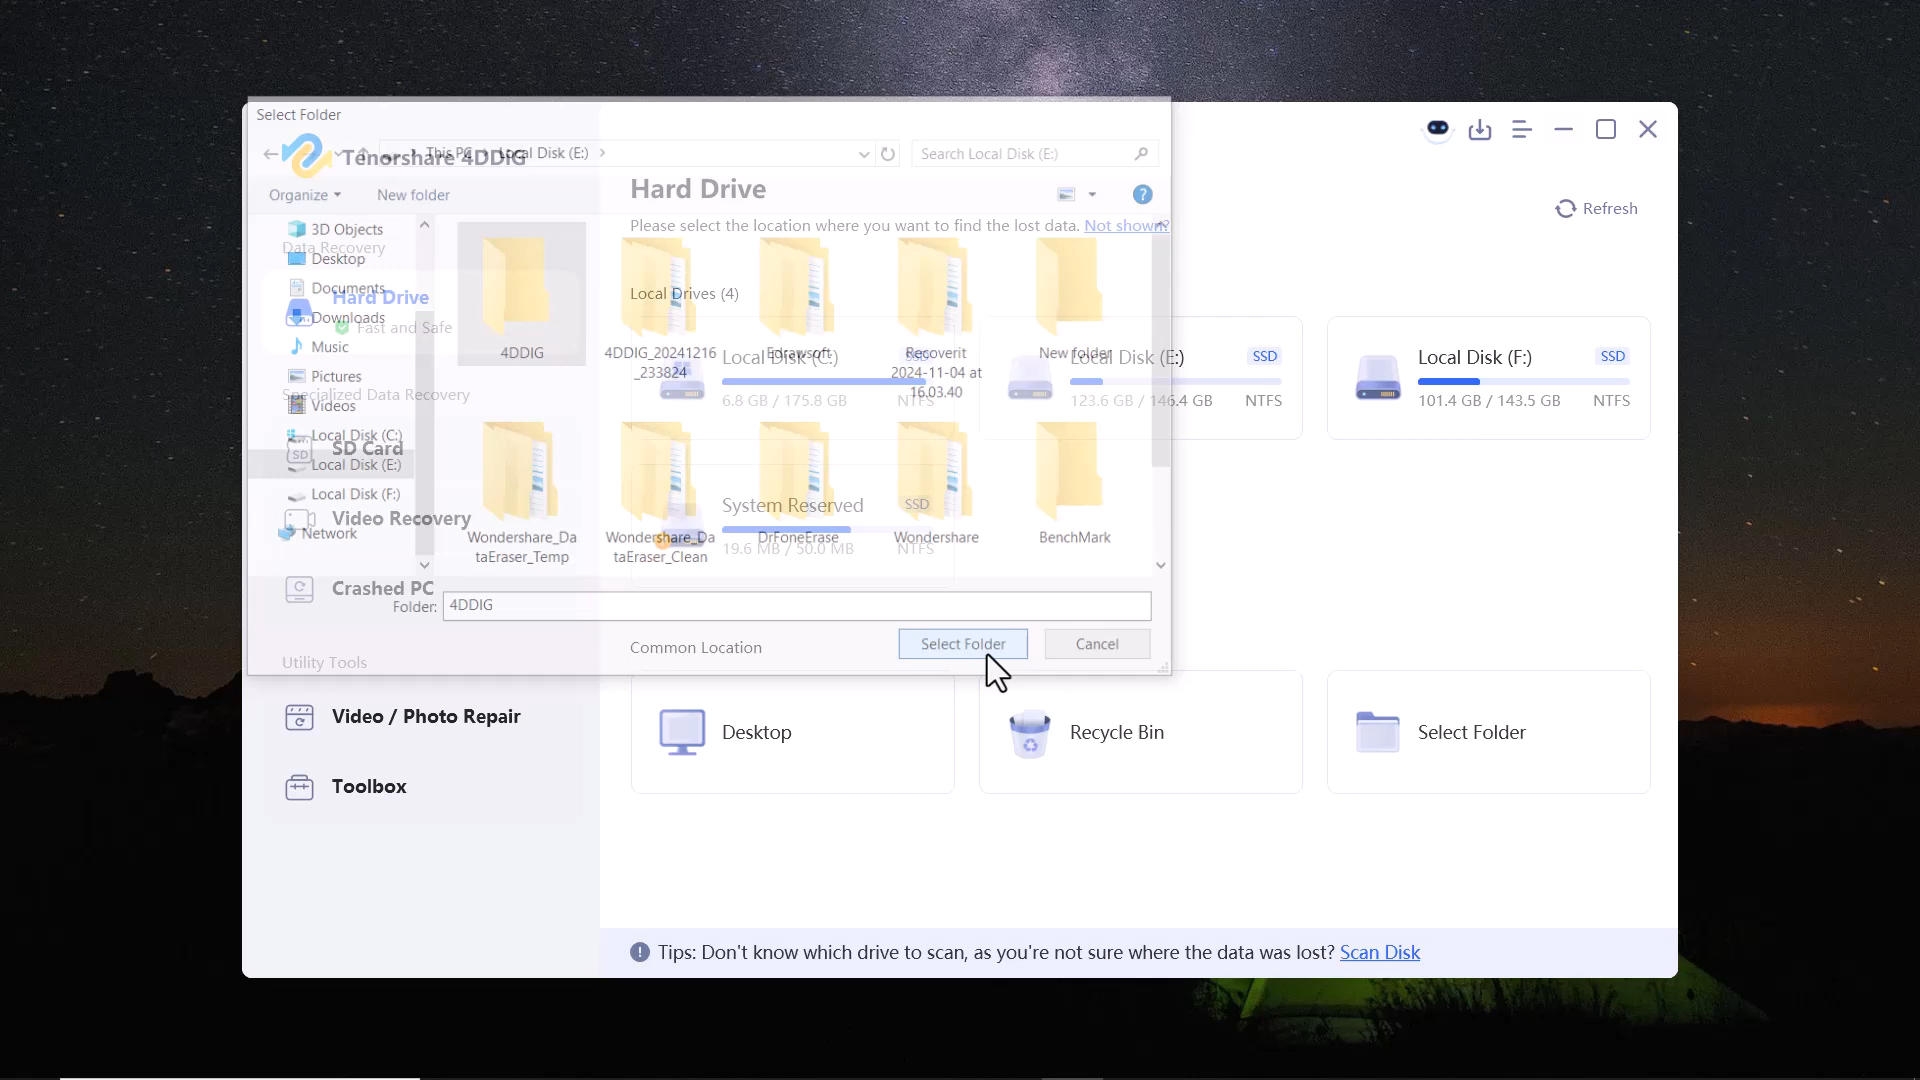 Select Folder
Tenorshare 4DDIG
This PC
Local Disk (E:)
Search Local Disk (E:)
Organize
New folder
Hard Drive
Refresh
Please select the location where you want to find the lost data. Not shown?
Data Recovery
3D Objects
Desktop
Documents
Hard Drive
Downloads
Fast and Safe
Music
Pictures
Specialized Data Recovery
Videos
Local Disk (C:)
SD
SD Card
Local Disk (E:)
Local Disk (F:)
Video Recovery
Network
Crashed PC
Local Drives (4)
4DDIG
4DDIG_20241216
_233824
Edrawsoft
Recoverit
2024-11-04 at
16.03.40
New folder
Local Disk (C:)
SSD
6.8 GB / 175.8 GB
NTFS
Local Disk (E:)
SSD
123.6 GB / 146.4 GB
NTFS
Local Disk (F:)
SSD
101.4 GB / 143.5 GB
NTFS
System Reserved
SSD
19.6 MB / 50.0 MB
NTFS
Wondershare_Da
taEraser_Temp
Wondershare_Da
taEraser_Clean
DrFoneErase
Wondershare
BenchMark
Folder:
4DDIG
Select Folder
Cancel
Common Location
Utility Tools
Video / Photo Repair
Toolbox
Desktop
Recycle Bin
Select Folder
Tips: Don't know which drive to scan, as you're not sure where the data was lost? Scan Disk